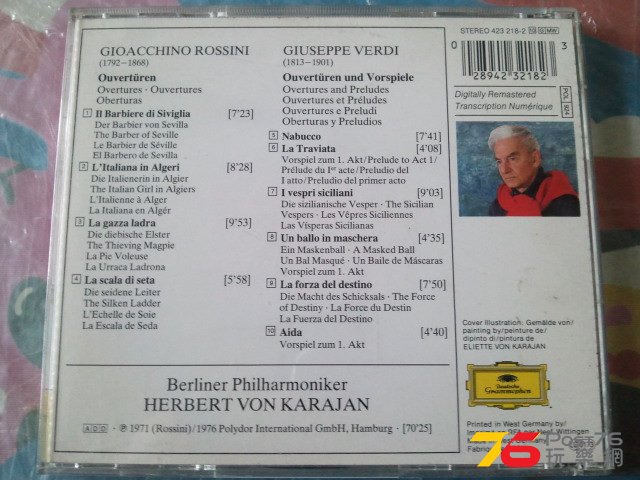 GIOACCHINO ROSSINI
(1792–1868)
Ouvertüren
Overtures · Ouvertures
Oberturas
1 Il Barbiere di Siviglia [7'23]
Der Barbier von Sevilla
The Barber of Seville
Le Barbier de Séville
El Barbero de Sevilla
2 L'Italiana in Algeri [8'28]
Die Italienerin in Algier
The Italian Girl in Algiers
L'Italienne à Alger
La Italiana en Algér
3 La gazza ladra [9'53]
Die diebische Elster
The Thieving Magpie
La Pie Voleuse
La Urraca Ladrona
4 La scala di seta [5'58]
Die seidene Leiter
The Silken Ladder
L'Echelle de Soie
La Escala de Seda
GIUSEPPE VERDI
(1813–1901)
Ouvertüren und Vorspiele
Overtures and Preludes
Ouvertures et Préludes
Ouverture e Preludi
Oberturas y Preludios
5 Nabucco [7'41]
6 La Traviata [4'08]
Vorspiel zum 1. Akt/Prelude to Act 1/
Prélude du Ier acte/Preludio del
I atto/Preludio del primer acto
7 I vespri siciliani [9'03]
Die sizilianische Vesper · The Sicilian
Vespers · Les Vêpres Siciliennes
Las Vísperas Sicilianas
8 Un ballo in maschera [4'35]
Ein Maskenball · A Masked Ball
Un Bal Masqué · Un Baile de Máscaras
Vorspiel zum 1. Akt
9 La forza del destino [7'50]
Die Macht des Schicksals · The Force
of Destiny · La Force du Destin
La Fuerza del Destino
10 Aida [4'40]
Vorspiel zum 1. Akt
Berliner Philharmoniker
HERBERT VON KARAJAN
ADD · ℗ 1971 (Rossini)/1976 Polydor International GmbH, Hamburg · [70'25]
STEREO 423 218-2 GMW
0 28942 32182 3
Digitally Remastered
Transcription Numérique
POL 904
Cover Illustration: Gemälde von/
painting by/peinture de/
dipinto di/pintura de
ELIETTE VON KARAJAN
Deutsche
Grammophon
Printed in West Germany by/
Made in West Germany
76 Post76
玩樂網